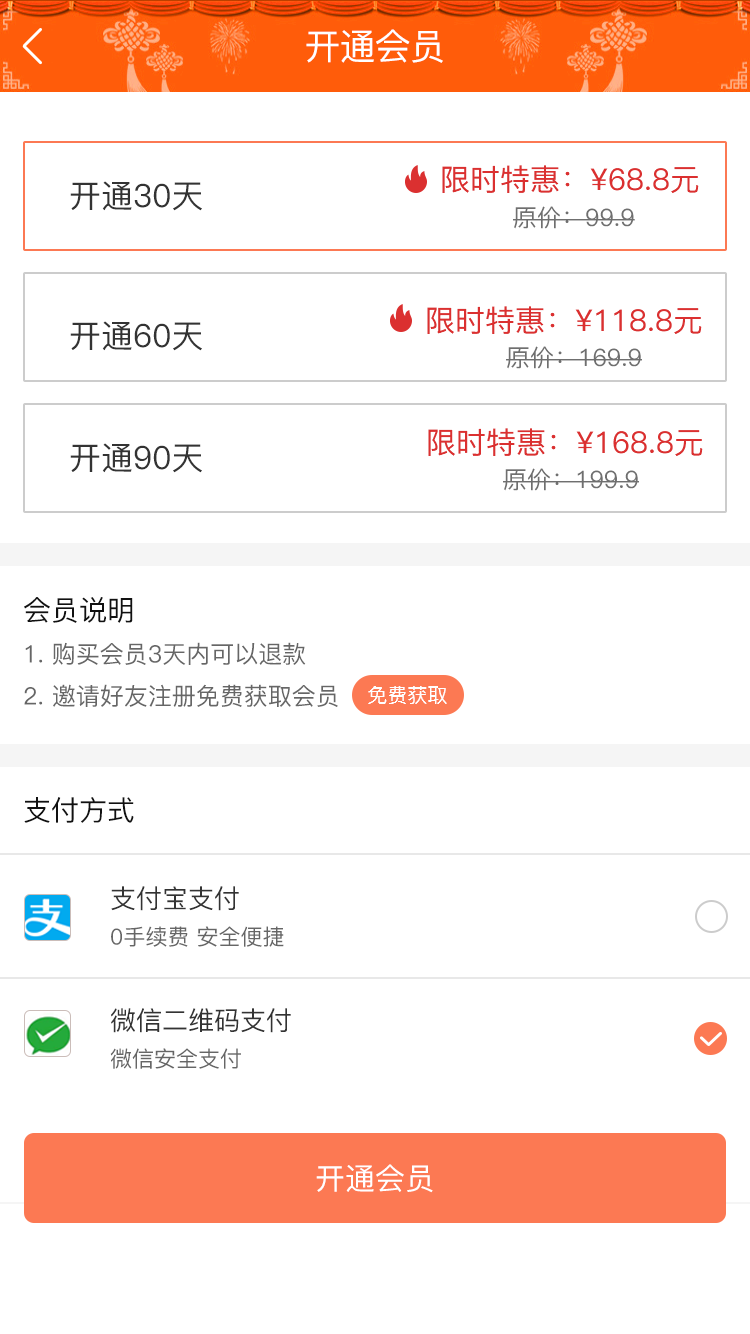 开通会员
开通30天
限时特惠：¥68.8元
原价：99.9
开通60天
限时特惠：¥118.8元
原价：169.9
开通90天
限时特惠：¥168.8元
原价：199.9
会员说明
1. 购买会员3天内可以退款
2. 邀请好友注册免费获取会员 免费获取
支付方式
支
支付宝支付
0手续费 安全便捷
微信二维码支付
微信安全支付
开通会员